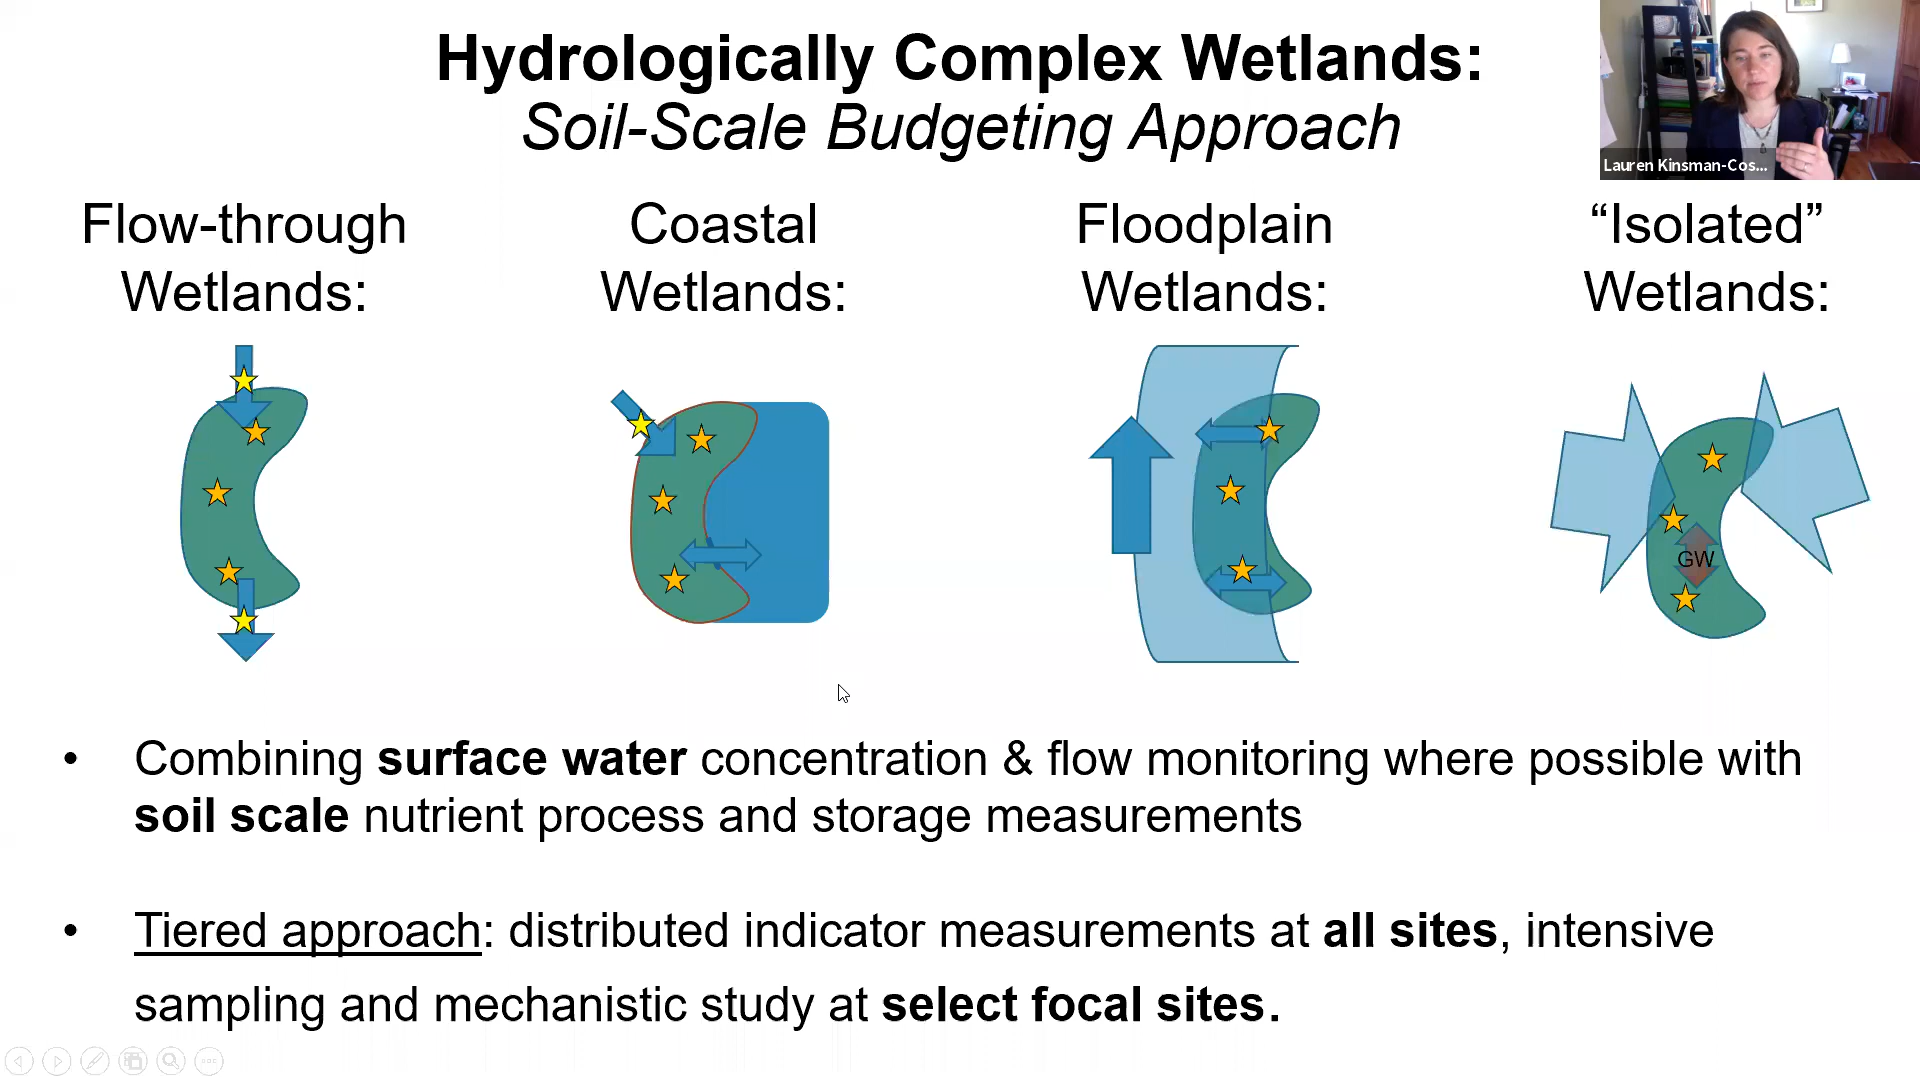 Hydrologically Complex Wetlands:
Soil-Scale Budgeting Approach
Lauren Kinsman-Cos...
Flow-through
Wetlands:
Coastal
Wetlands:
Floodplain
Wetlands:
“Isolated”
Wetlands:
GW
• Combining surface water concentration & flow monitoring where possible with
soil scale nutrient process and storage measurements
• Tiered approach: distributed indicator measurements at all sites, intensive
sampling and mechanistic study at select focal sites.